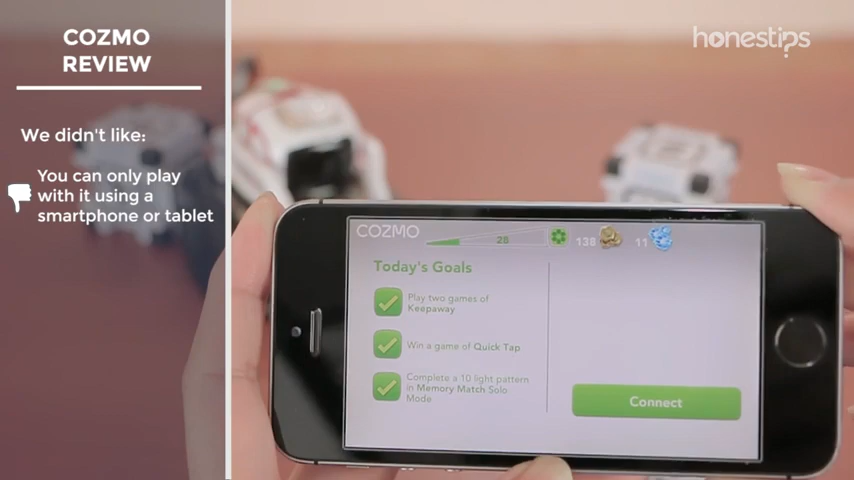 COZMO
REVIEW
We didn't like:
You can only play
with it using a
smartphone or tablet
honestips
COZMO
28
138
11
Today's Goals
Play two games of
Keepaway
Win a game of Quick Tap
Complete a 10 light pattern
in Memory Match Solo
Mode
Connect